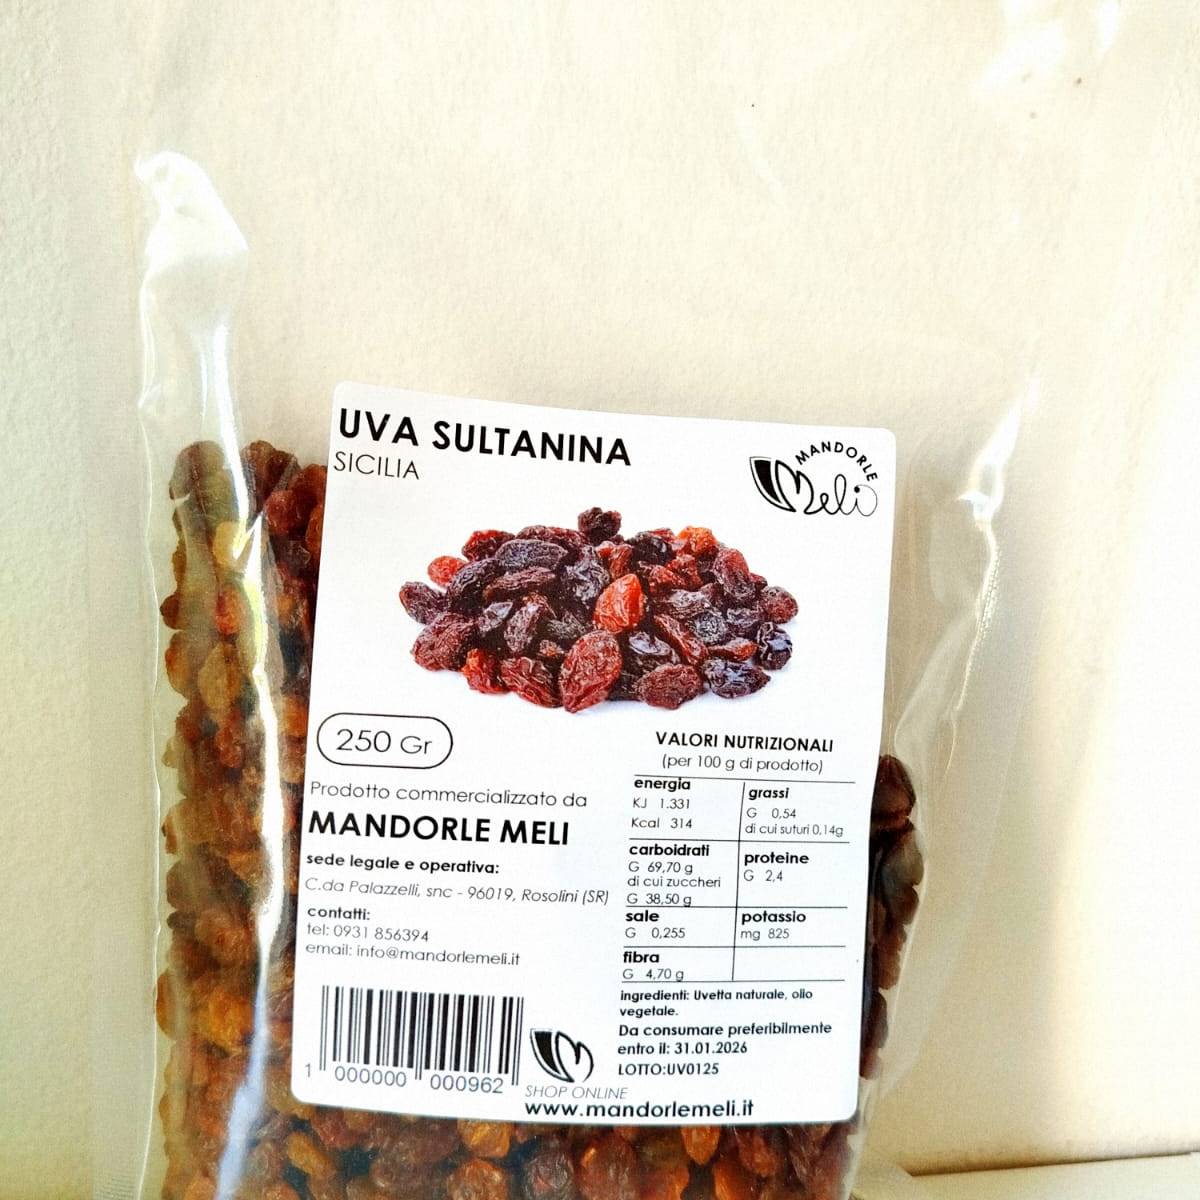 UVA SULTANINA
SICILIA
MANDORLE
Meli
250 Gr
Prodotto commercializzato da
MANDORLE MELI
sede legale e operativa:
C.da Palazzelli, snc - 96019, Rosolini (SR)
contatti:
tel: 0931 856394
email: info@mandorlemeli.it
1 000000 000962
SHOP ONLINE
www.mandorlemeli.it
VALORI NUTRIZIONALI
(per 100 g di prodotto)
energia
KJ 1.331
Kcal 314
grassi
G 0,54
di cui suturi 0,14g
carboidrati
G 69,70 g
di cui zuccheri
G 38,50 g
proteine
G 2,4
sale
G 0,255
potassio
mg 825
fibra
G 4,70 g
ingredienti: Uvetta naturale, olio
vegetale.
Da consumare preferibilmente
entro il: 31.01.2026
LOTTO:UV0125